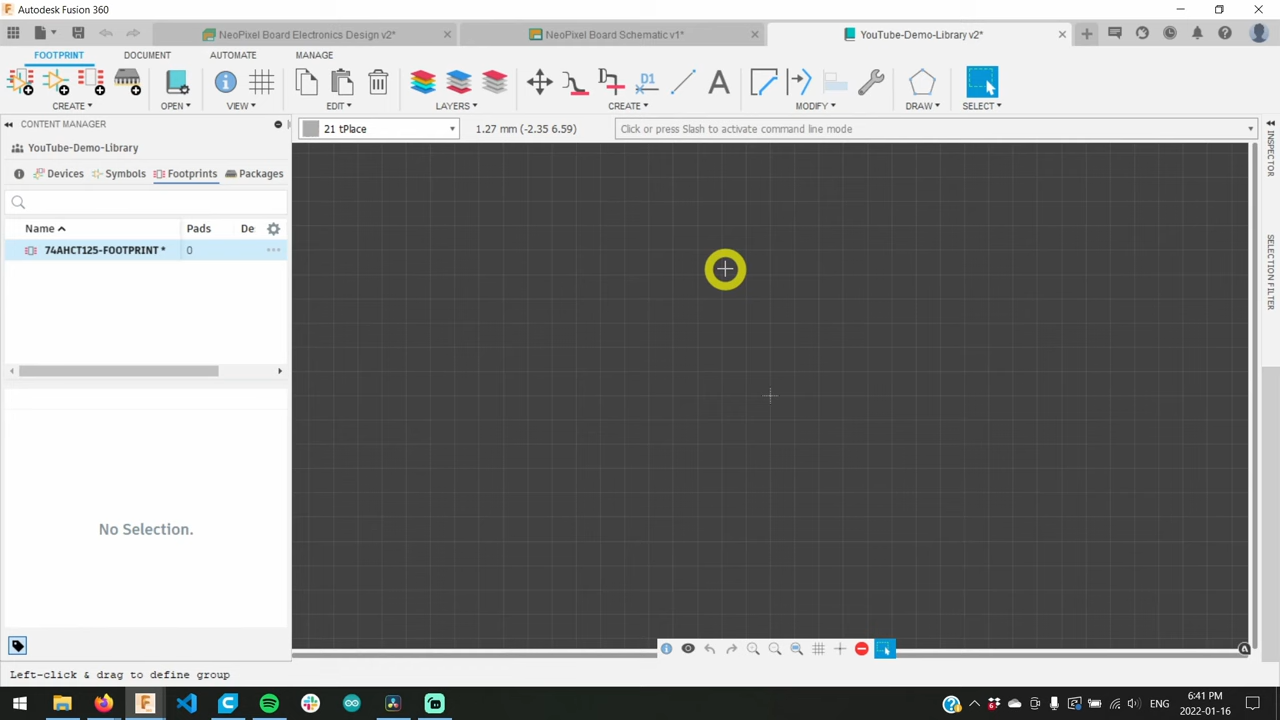 Autodesk Fusion 360
NeoPixel Board Electronics Design v2*
NeoPixel Board Schematic v1*
YouTube-Demo-Library v2*
FOOTPRINT
DOCUMENT
AUTOMATE
MANAGE
D1
CREATE
OPEN
VIEW
EDIT
LAYERS
CREATE
MODIFY
DRAW
SELECT
CONTENT MANAGER
21 tPlace
1.27 mm (-2.35 6.59)
Click or press Slash to activate command line mode
YouTube-Demo-Library
Devices
Symbols
Footprints
Packages
INSPECTOR
SELECTION FILTER
Name
Pads
De
74AHCT125-FOOTPRINT *
0
No Selection.
Left-click & drag to define group
ENG
6:41 PM
2022-01-16